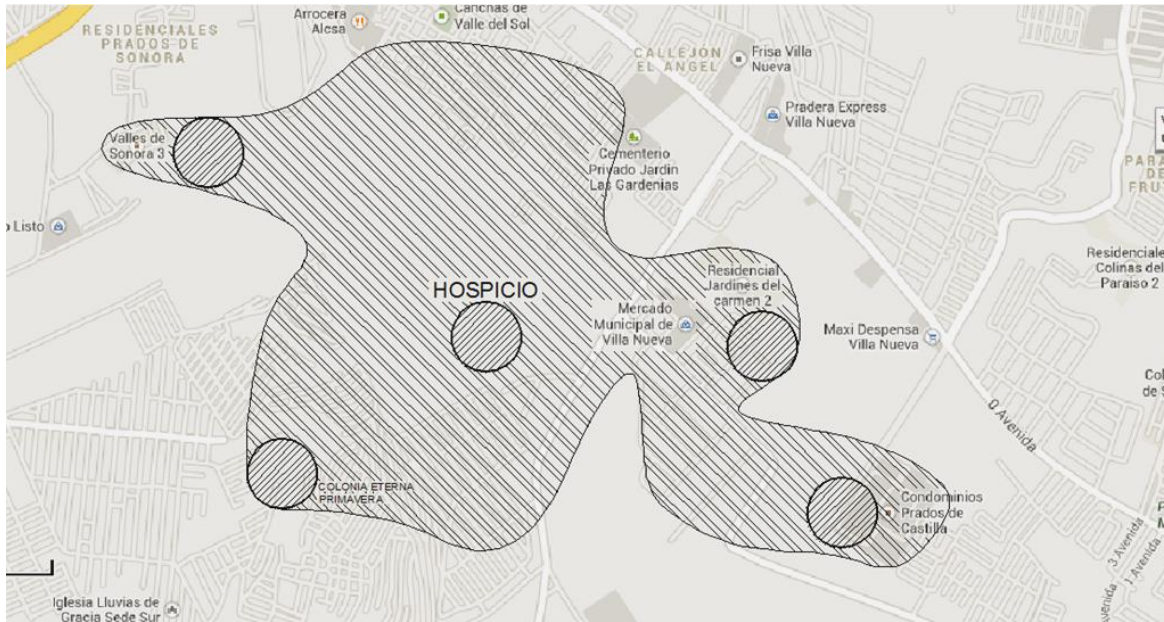 Arrocera
Alcsa
Canchas de
Valle del Sol
RESIDENCIALES
PRADOS DE
SONORA
CALLEJÓN
EL ANGEL
Frisa Villa
Nueva
Pradera Express
Villa Nueva
Valles de
Sonora 3
Cementerio
Privado Jardín
Las Gardenias
Listo
Residencial
Jardines del
carmen 2
HOSPICIO
Mercado
Municipal de
Villa Nueva
Maxi Despensa
Villa Nueva
Colinas del
Paraiso 2
0 Avenida
COLONIA ETERNA
PRIMAVERA
Condominios
Prados de
Castilla
3 Avenida
1 Avenida
Iglesia Lluvias de
Gracia Sede Sur